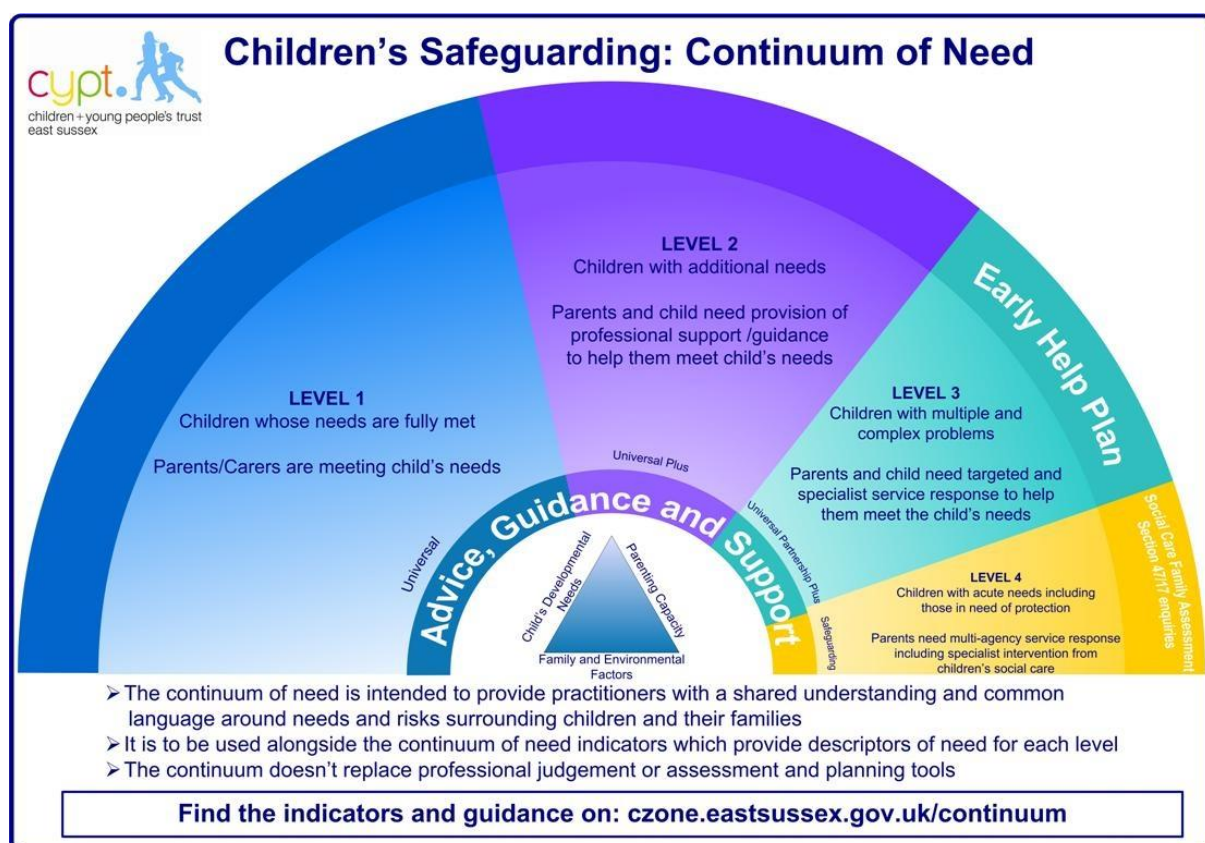 cypt.
children + young people's trust
east sussex
Children's Safeguarding: Continuum of Need
LEVEL 1
Children whose needs are fully met
Parents/Carers are meeting child's needs
LEVEL 2
Children with additional needs
Parents and child need provision of
professional support /guidance
to help them meet child's needs
Early Help Plan
LEVEL 3
Children with multiple and
complex problems
Parents and child need targeted and
specialist service response to help
them meet the child's needs
Social Care Family Assessment
Section 47/17 enquiries
LEVEL 4
Children with acute needs including
those in need of protection
Parents need multi-agency service response
including specialist intervention from
children's social care
Universal
Universal Plus
Universal Partnership Plus
Safeguarding
Advice, Guidance and Support
Child's Developmental
Needs
Parenting Capacity
Family and Environmental
Factors
➢ The continuum of need is intended to provide practitioners with a shared understanding and common
language around needs and risks surrounding children and their families
➢ It is to be used alongside the continuum of need indicators which provide descriptors of need for each level
➢ The continuum doesn't replace professional judgement or assessment and planning tools
Find the indicators and guidance on: czone.eastsussex.gov.uk/continuum